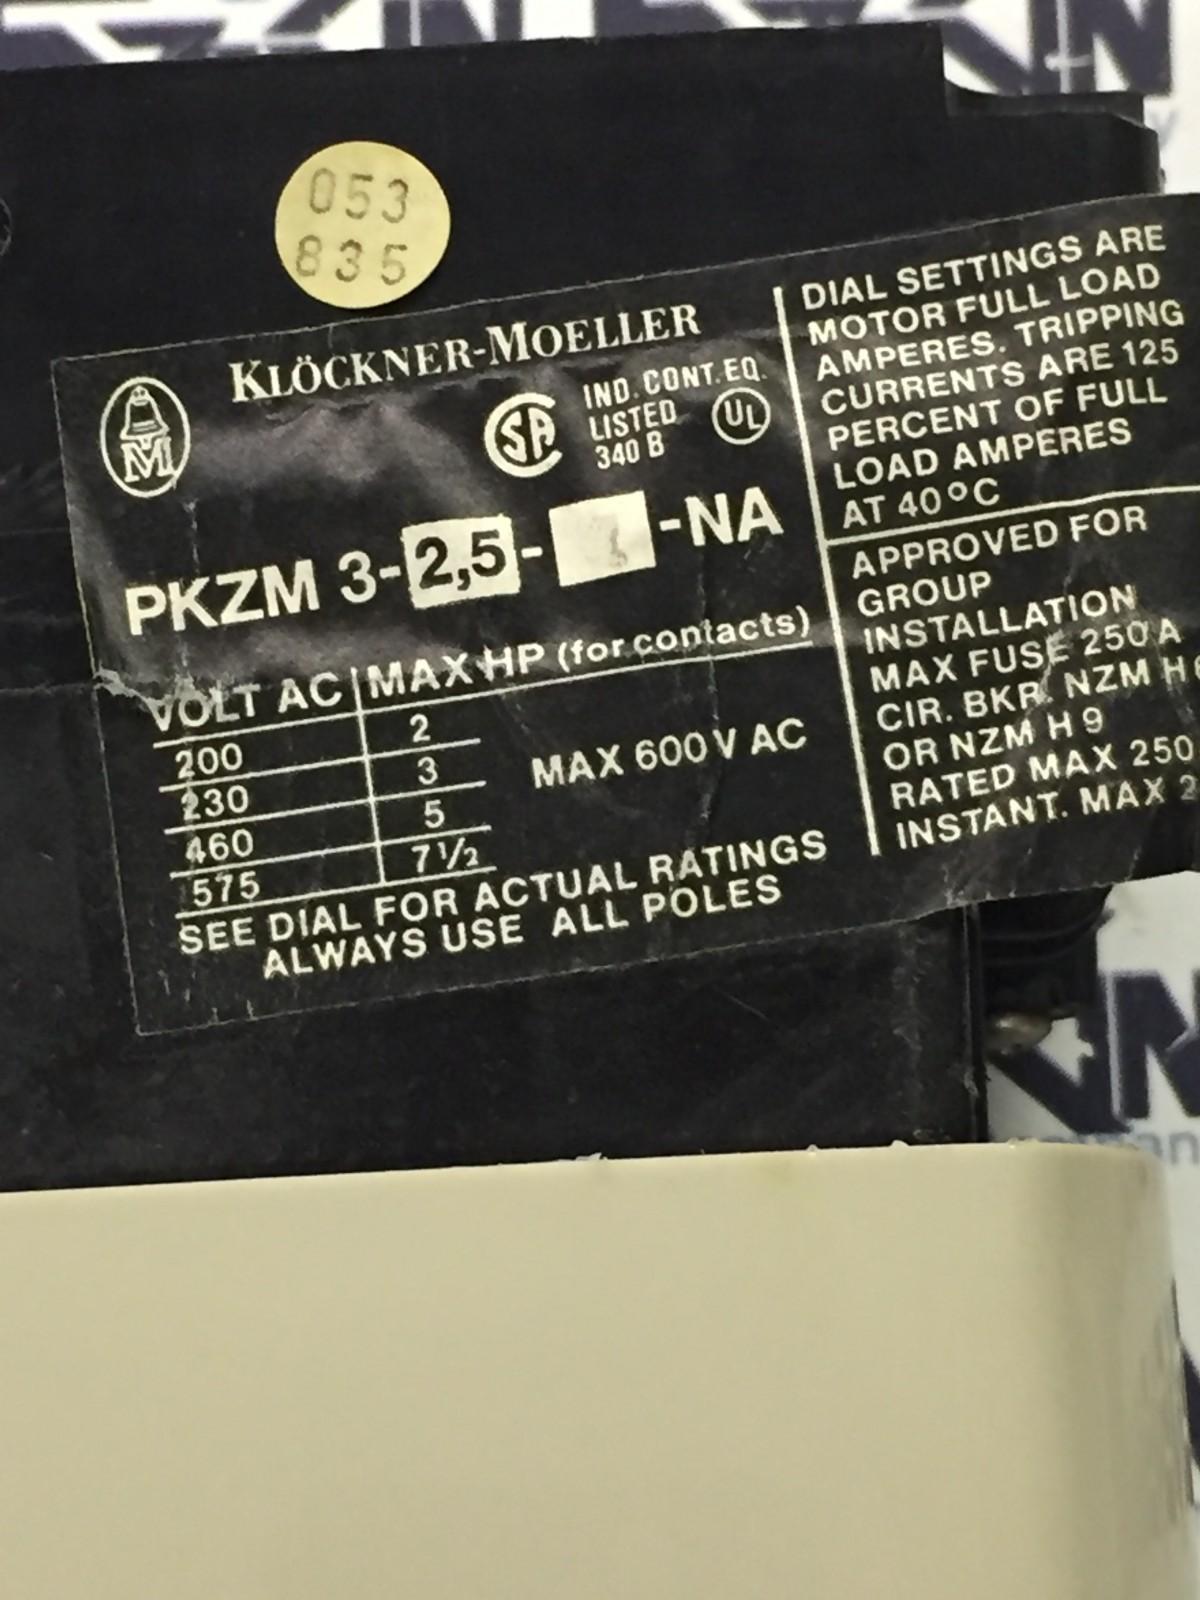 053
835
KLÖCKNER-MOELLER
M
SA
IND. CONT. EQ.
LISTED
340 B
UL
PKZM 3-2,5- -NA
VOLT AC MAX HP (for contacts)
200 2
230 3
460 5
575 7½
MAX 600 V AC
SEE DIAL FOR ACTUAL RATINGS
ALWAYS USE ALL POLES
DIAL SETTINGS ARE
MOTOR FULL LOAD
AMPERES. TRIPPING
CURRENTS ARE 125
PERCENT OF FULL
LOAD AMPERES
AT 40°C
APPROVED FOR
GROUP
INSTALLATION
MAX FUSE 250 A
CIR. BKR. NZM H
OR NZM H 9
RATED MAX 250
INSTANT. MAX